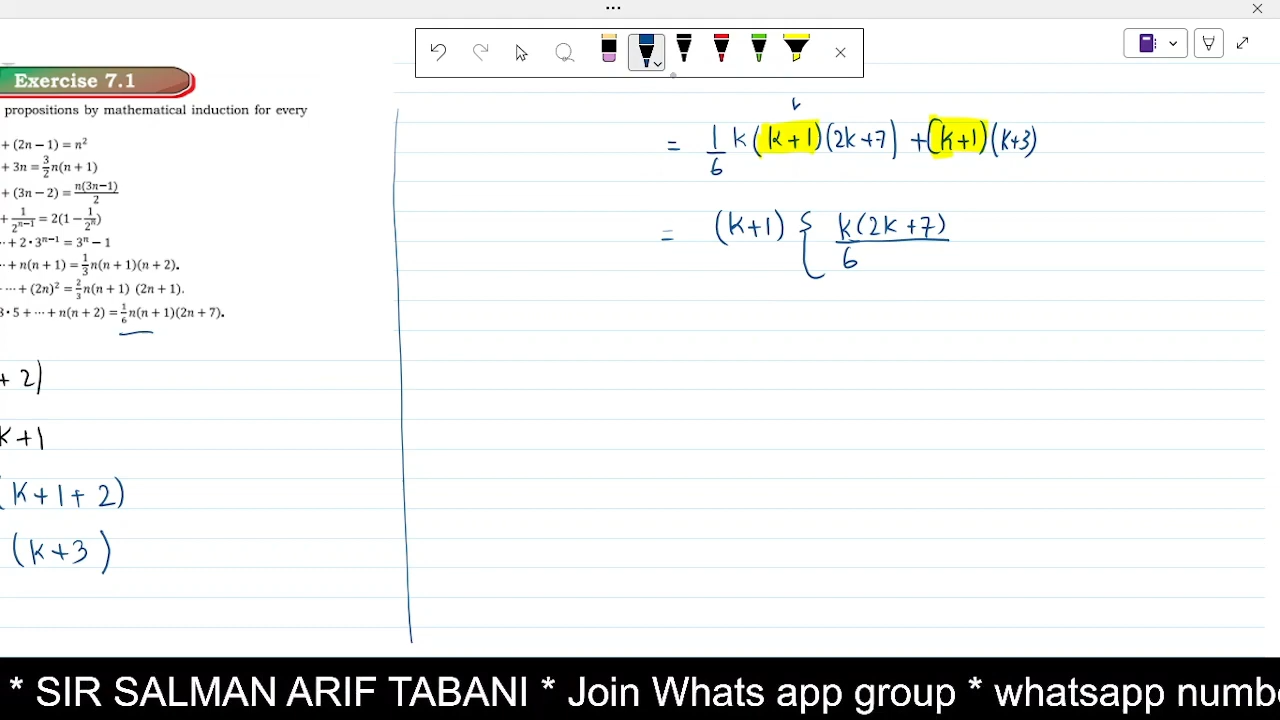 Exercise 7.1
propositions by mathematical induction for every
+ (2n − 1) = n²
+ 3n = 3/2 n(n + 1)
+ (3n − 2) = n(3n−1)/2
+ 1/2ⁿ⁻¹ = 2(1 − 1/2ⁿ)
·· + 2 · 3ⁿ⁻¹ = 3ⁿ − 1
·· + n(n + 1) = 1/3 n(n + 1)(n + 2).
··· + (2n)² = 2/3 n(n + 1) (2n + 1).
3 • 5 + ··· + n(n + 2) = 1/6 n(n + 1)(2n + 7).
+ 2)
k+1
(k+1+2)
(k+3)
= 1/6 k(k+1)(2k+7) + (k+1)(k+3)
= (k+1) { k(2k+7)/6
* SIR SALMAN ARIF TABANI * Join Whats app group * whatsapp numbe